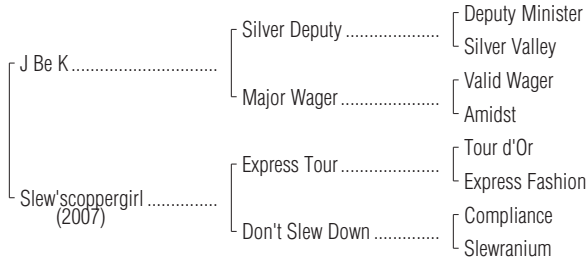 Deputy Minister
Silver Deputy ....................
Silver Valley
J Be K ...............................
Valid Wager
Major Wager .....................
Amidst
Tour d'Or
Express Tour .....................
Express Fashion
Slew'scoppergirl ...............
(2007)
Compliance
Don't Slew Down ..............
Slewranium